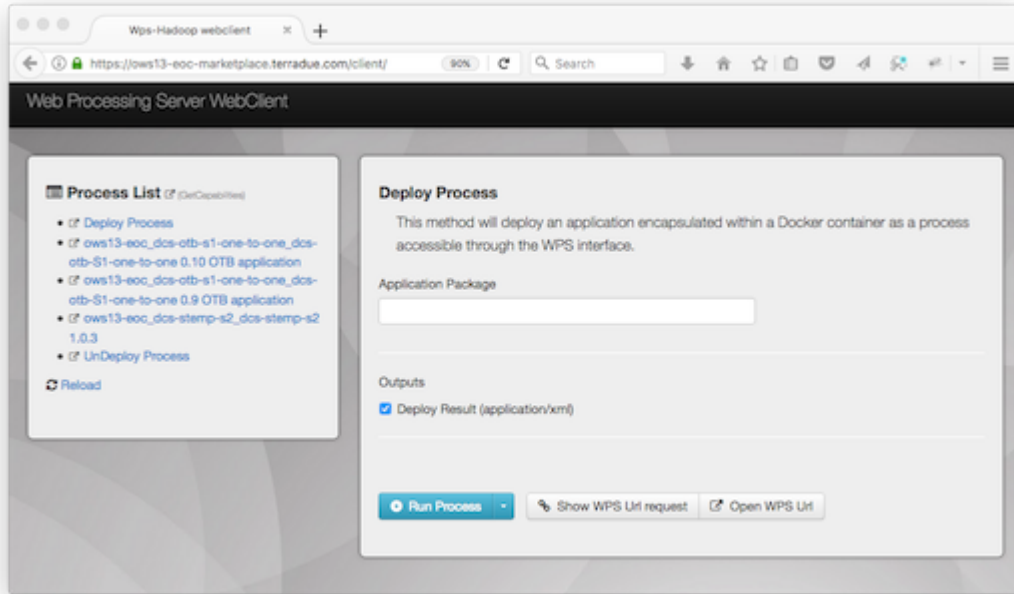 Wps-Hadoop webclient
https://ows13-eoc-marketplace.terradue.com/client/ 90% Search
Web Processing Server WebClient
Process List (GetCapabilities)
Deploy Process
ows13-eoc_dcs-otb-s1-one-to-one_dcs-
otb-S1-one-to-one 0.10 OTB application
ows13-eoc_dcs-otb-s1-one-to-one_dcs-
otb-S1-one-to-one 0.9 OTB application
ows13-eoc_dcs-stemp-s2_dcs-stemp-s2
1.0.3
UnDeploy Process
Reload
Deploy Process
This method will deploy an application encapsulated within a Docker container as a process
accessible through the WPS interface.
Application Package
Outputs
Deploy Result (application/xml)
Run Process
Show WPS Url request
Open WPS Url